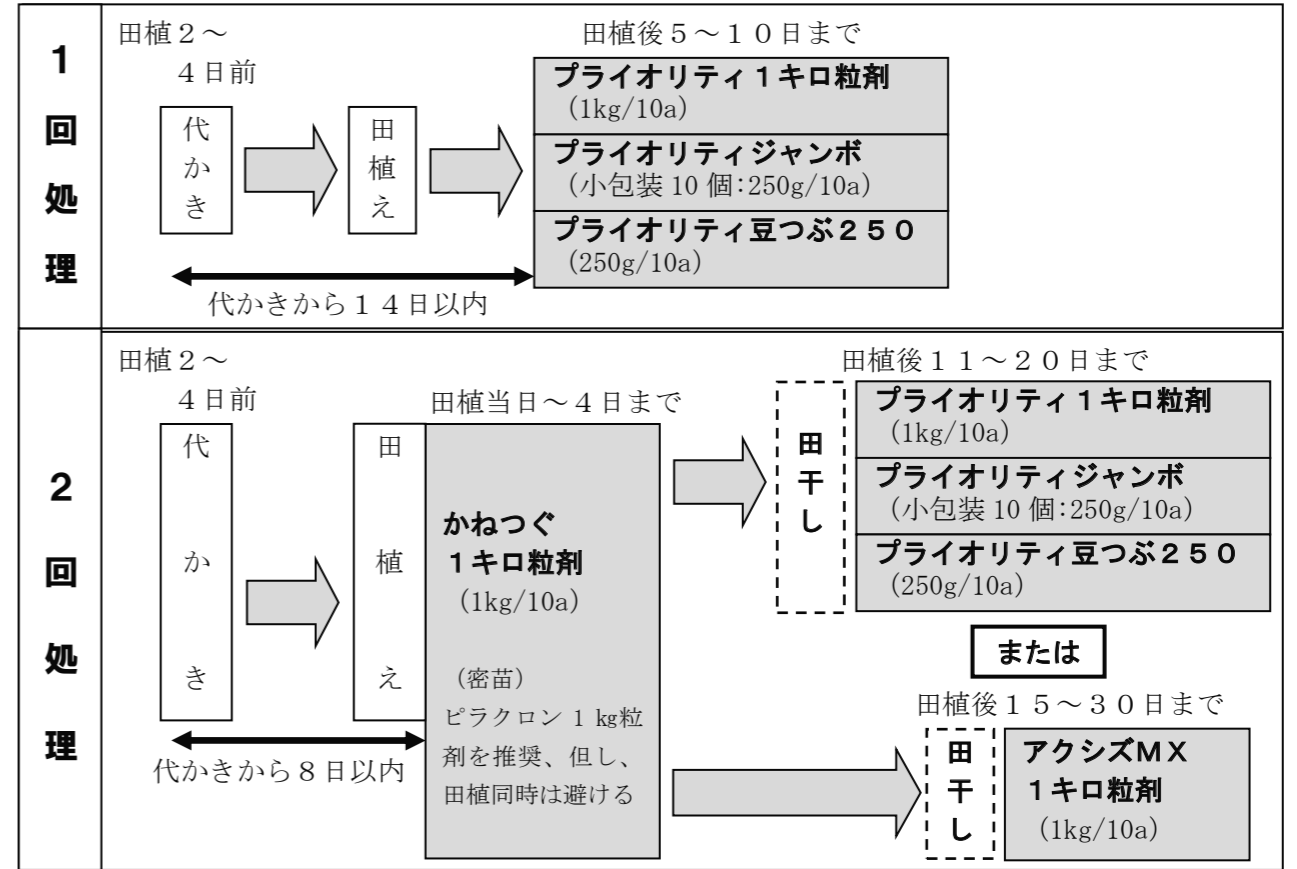 1回処理
田植２～
４日前
代かき
田植え
田植後５～１０日まで
プライオリティ１キロ粒剤
(1kg/10a)
プライオリティジャンボ
(小包装 10 個:250g/10a)
プライオリティ豆つぶ２５０
(250g/10a)
代かきから１４日以内
2回処理
田植２～
４日前
代かき
田植え
田植当日～４日まで
かねつぐ
１キロ粒剤
(1kg/10a)
(密苗)
ピラクロン 1 ㎏粒
剤を推奨、但し、
田植同時は避ける
代かきから８日以内
田植後１１～２０日まで
田干し
プライオリティ１キロ粒剤
(1kg/10a)
プライオリティジャンボ
(小包装 10 個:250g/10a)
プライオリティ豆つぶ２５０
(250g/10a)
または
田植後１５～３０日まで
田干し
アクシズＭＸ
１キロ粒剤
(1kg/10a)